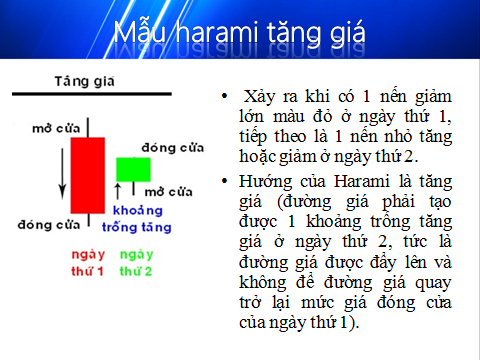 Mẫu harami tăng giá
Tăng giá
mở cửa
đóng cửa
mở cửa
đóng cửa
khoảng
trống tăng
ngày
thứ 1
ngày
thứ 2
• Xảy ra khi có 1 nến giảm
lớn màu đỏ ở ngày thứ 1,
tiếp theo là 1 nến nhỏ tăng
hoặc giảm ở ngày thứ 2.
• Hướng của Harami là tăng
giá (đường giá phải tạo
được 1 khoảng trống tăng
giá ở ngày thứ 2, tức là
đường giá được đẩy lên và
không để đường giá quay
trở lại mức giá đóng cửa
của ngày thứ 1).